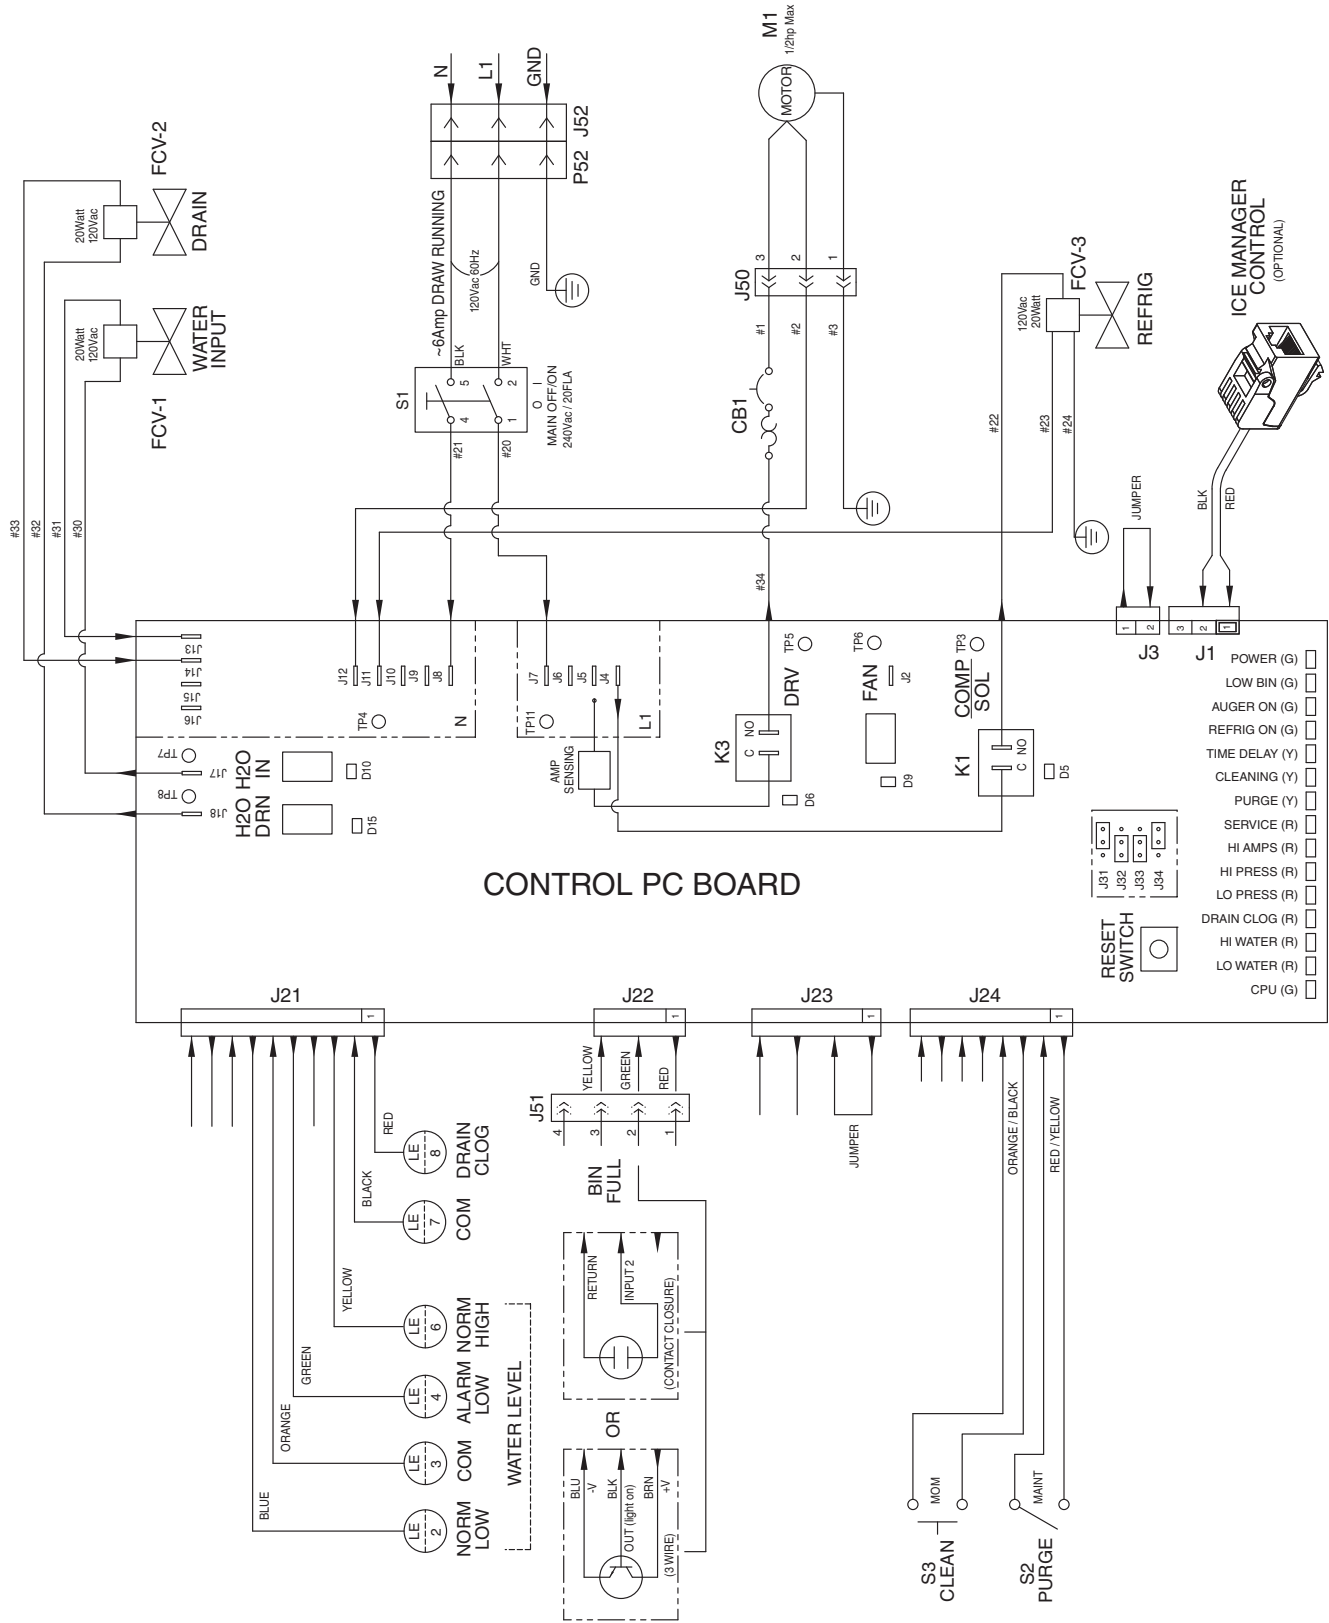 #33
#32
#31
#30
20Watt
120Vac
FCV-2
DRAIN
20Watt
120Vac
FCV-1
WATER
INPUT
N
L1
GND
J52
P52
~6Amp DRAW RUNNING
BLK
120Vac 60Hz
WHT
GND
S1
5
4
2
1
O I
MAIN OFF/ON
240Vac / 20FLA
#21
#20
M1
1/2hp Max
MOTOR
J50
3
2
1
#1
#2
#3
CB1
#34
#22
#23
#24
120Vac
20Watt
FCV-3
REFRIG
ICE MANAGER
CONTROL
(OPTIONAL)
BLK
RED
JUMPER
1
2
J3
3
2
1
J1
J13
J14
J15
J16
TP7
J17
TP8
J18
H2O
IN
H2O
DRN
D10
D15
J12
J11
J10
J9
J8
TP4
N
J7
J6
J5
J4
TP11
L1
AMP
SENSING
K3
C NO
DRV
TP5
D6
FAN
TP6
J2
D9
COMP
SOL
TP3
K1
C NO
D5
CONTROL PC BOARD
J31
J32
J33
J34
RESET
SWITCH
POWER (G)
LOW BIN (G)
AUGER ON (G)
REFRIG ON (G)
TIME DELAY (Y)
CLEANING (Y)
PURGE (Y)
SERVICE (R)
HI AMPS (R)
HI PRESS (R)
LO PRESS (R)
DRAIN CLOG (R)
HI WATER (R)
LO WATER (R)
CPU (G)
J21
1
J22
1
J23
1
J24
1
RED
BLACK
YELLOW
GREEN
ORANGE
BLUE
LE
8
DRAIN
CLOG
LE
7
COM
LE
6
NORM
HIGH
LE
4
ALARM
LOW
LE
3
COM
LE
2
NORM
LOW
WATER LEVEL
YELLOW
GREEN
RED
J51
4
3
2
1
BIN
FULL
RETURN
INPUT 2
(CONTACT CLOSURE)
OR
BLU
-V
BLK
OUT (light on)
BRN
+V
(3 WIRE)
JUMPER
ORANGE / BLACK
RED / YELLOW
MOM
S3
CLEAN
MAINT
S2
PURGE